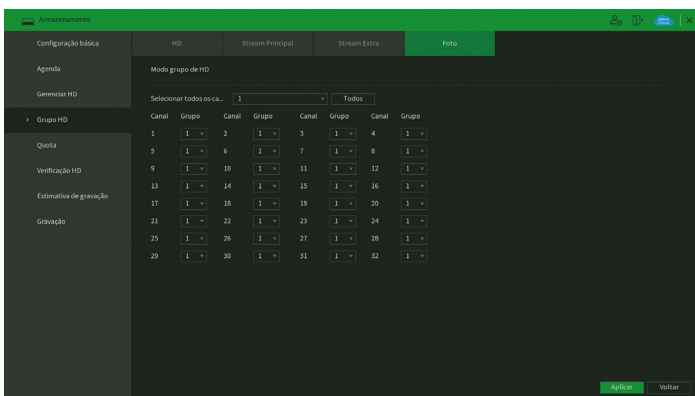 Armazenamento
Configuração básica
Agenda
Gerenciar HD
Grupo HD
Quota
Verificação HD
Estimativa de gravação
Gravação
HD Stream Principal Stream Extra Foto
Modo grupo de HD
Selecionar todos os ca... 1 Todos
Canal Grupo Canal Grupo Canal Grupo Canal Grupo
1 1 2 1 3 1 4 1
5 1 6 1 7 1 8 1
9 1 10 1 11 1 12 1
13 1 14 1 15 1 16 1
17 1 18 1 19 1 20 1
21 1 22 1 23 1 24 1
25 1 26 1 27 1 28 1
29 1 30 1 31 1 32 1
Aplicar Voltar